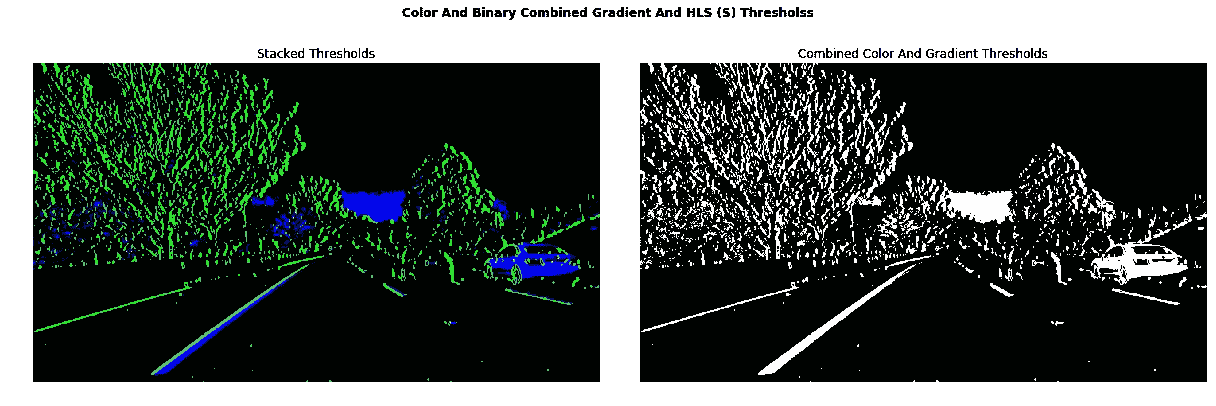 Color And Binary Combined Gradient And HLS (S) Thresholss
Stacked Thresholds
Combined Color And Gradient Thresholds